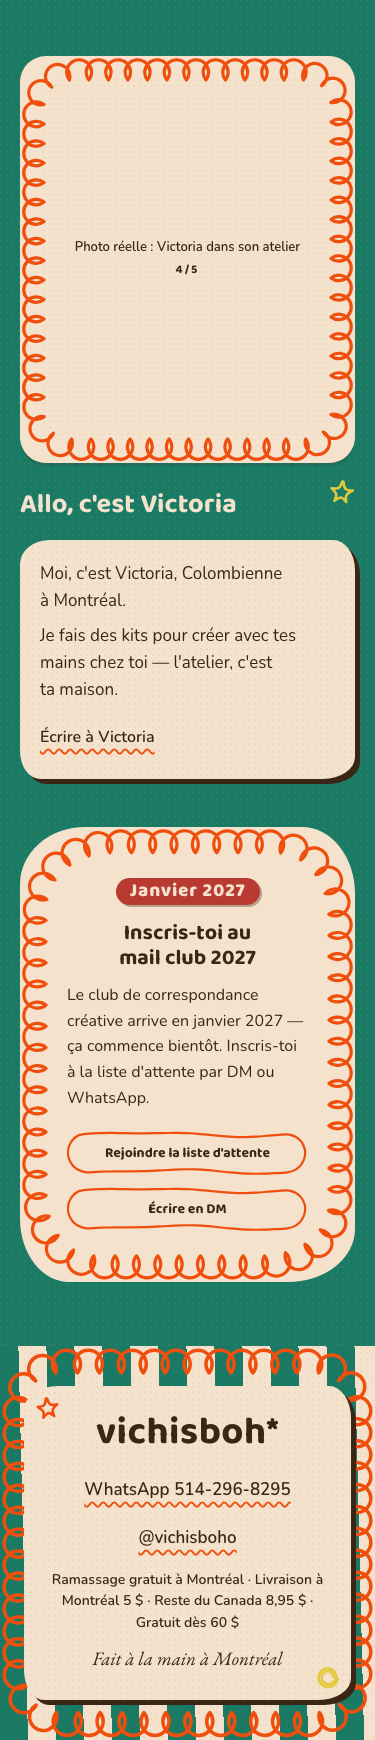 Photo réelle : Victoria dans son atelier
4 / 5
Allo, c'est Victoria
Moi, c'est Victoria, Colombienne
à Montréal.
Je fais des kits pour créer avec tes
mains chez toi — l'atelier, c'est
ta maison.
Écrire à Victoria
Janvier 2027
Inscris-toi au
mail club 2027
Le club de correspondance
créative arrive en janvier 2027 —
ça commence bientôt. Inscris-toi
à la liste d'attente par DM ou
WhatsApp.
Rejoindre la liste d'attente
Écrire en DM
vichisboh*
WhatsApp 514-296-8295
@vichisboho
Ramassage gratuit à Montréal · Livraison à
Montréal 5 $ · Reste du Canada 8,95 $ ·
Gratuit dès 60 $
Fait à la main à Montréal